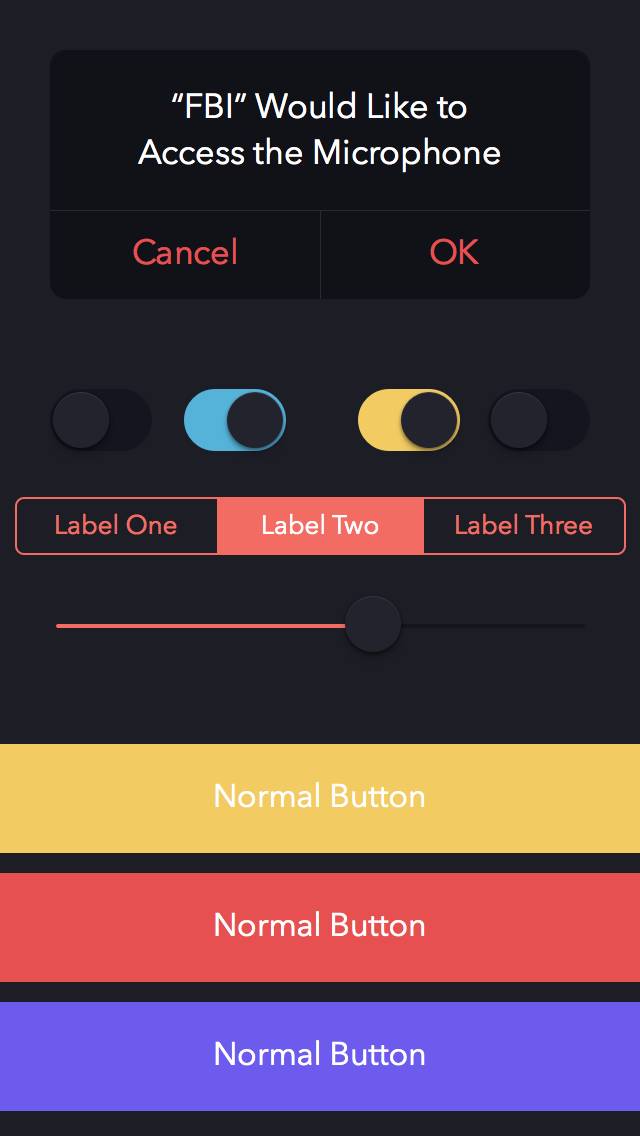 “FBI” Would Like to
Access the Microphone
Cancel
OK
Label One
Label Two
Label Three
Normal Button
Normal Button
Normal Button